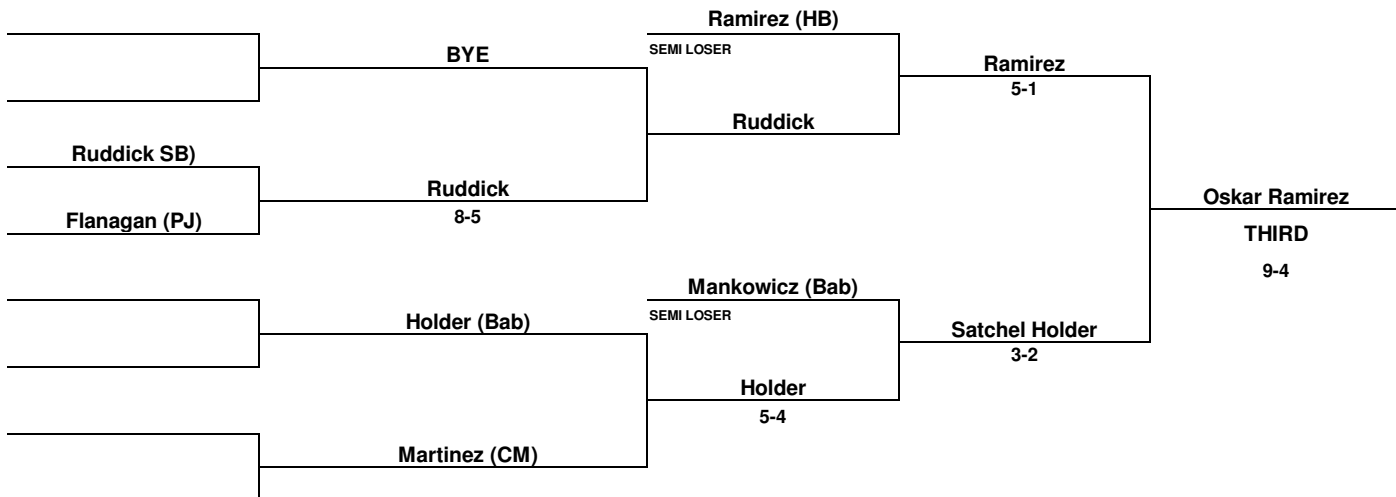 Ramirez (HB)
SEMI LOSER
BYE
Ramirez
5-1
Ruddick
Ruddick SB)
Ruddick
8-5
Flanagan (PJ)
Oskar Ramirez
THIRD
9-4
Mankowicz (Bab)
SEMI LOSER
Holder (Bab)
Satchel Holder
3-2
Holder
5-4
Martinez (CM)